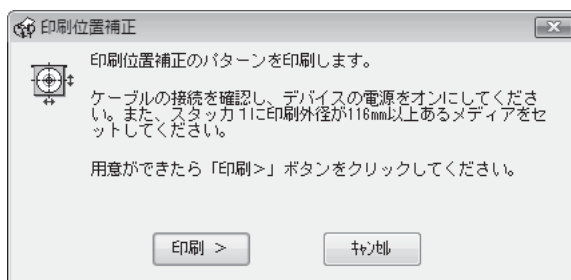 印刷位置補正
印刷位置補正のパターンを印刷します。
ケーブルの接続を確認し、デバイスの電源をオンにしてくださ
い。また、スタッカ1に印刷外径が116mm以上あるメディアをセ
ットしてください。
用意ができたら「印刷>」ボタンをクリックしてください。
印刷 >
ｷｬﾝｾﾙ